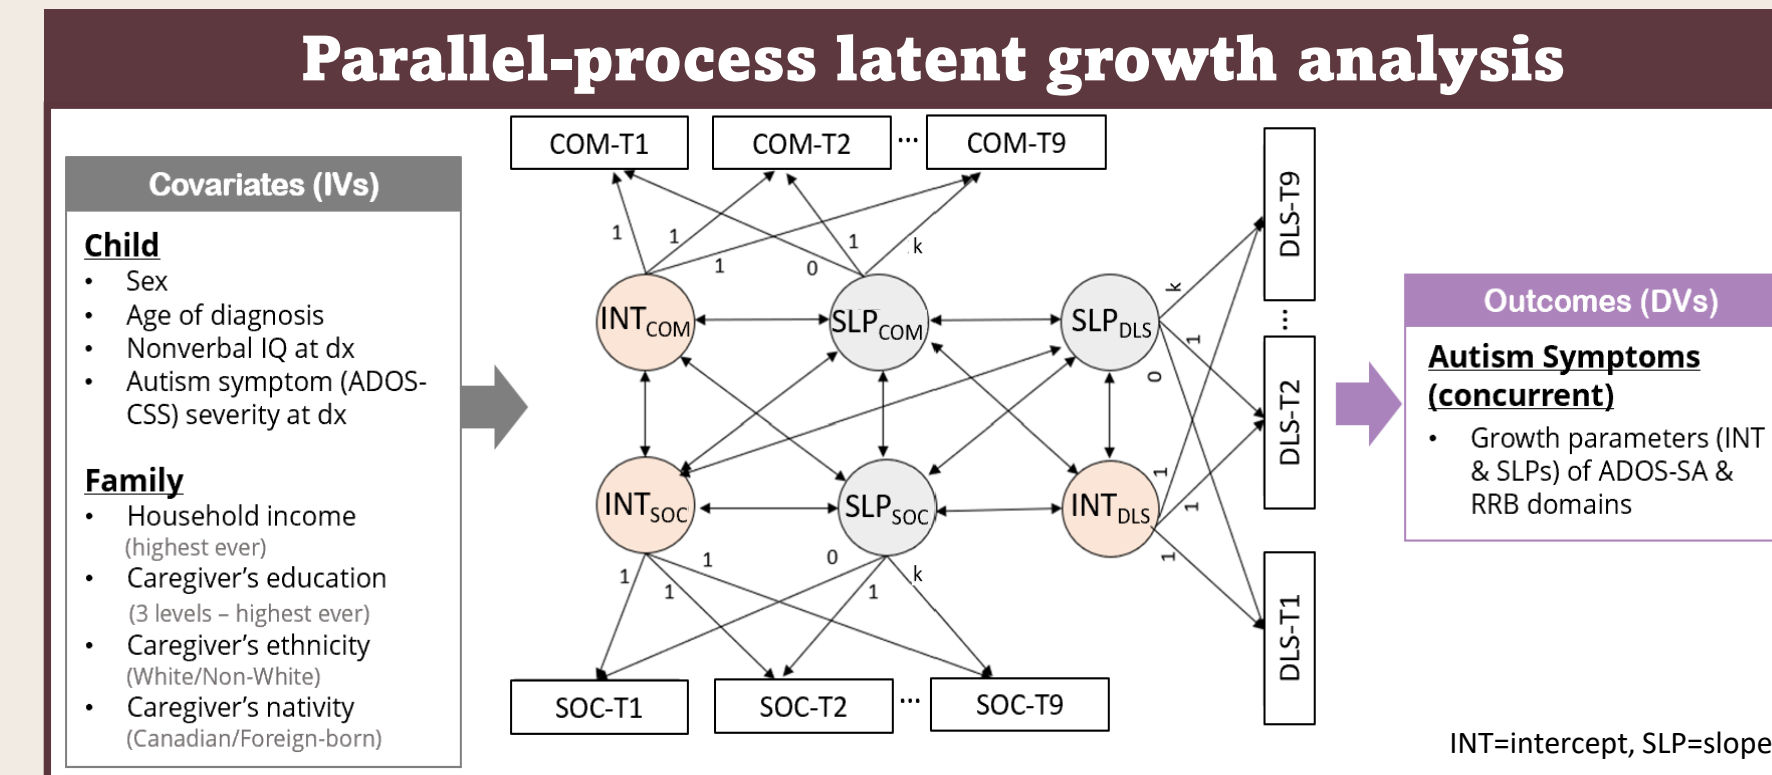 Parallel-process latent growth analysis
Covariates (IVs)
Child
• Sex
• Age of diagnosis
• Nonverbal IQ at dx
• Autism symptom (ADOS-
CSS) severity at dx
Family
• Household income
(highest ever)
• Caregiver’s education
(3 levels – highest ever)
• Caregiver’s ethnicity
(White/Non-White)
• Caregiver’s nativity
(Canadian/Foreign-born)
COM-T1 COM-T2 ... COM-T9
1 1 1 0 1 k
INTCOM SLPCOM SLPDLS
INTSOC SLPSOC INTDLS
1 1 1 0 1 k
SOC-T1 SOC-T2 ... SOC-T9
k 1 0
1 1 1
DLS-T9
...
DLS-T2
DLS-T1
Outcomes (DVs)
Autism Symptoms
(concurrent)
• Growth parameters (INT
& SLPs) of ADOS-SA &
RRB domains
INT=intercept, SLP=slope